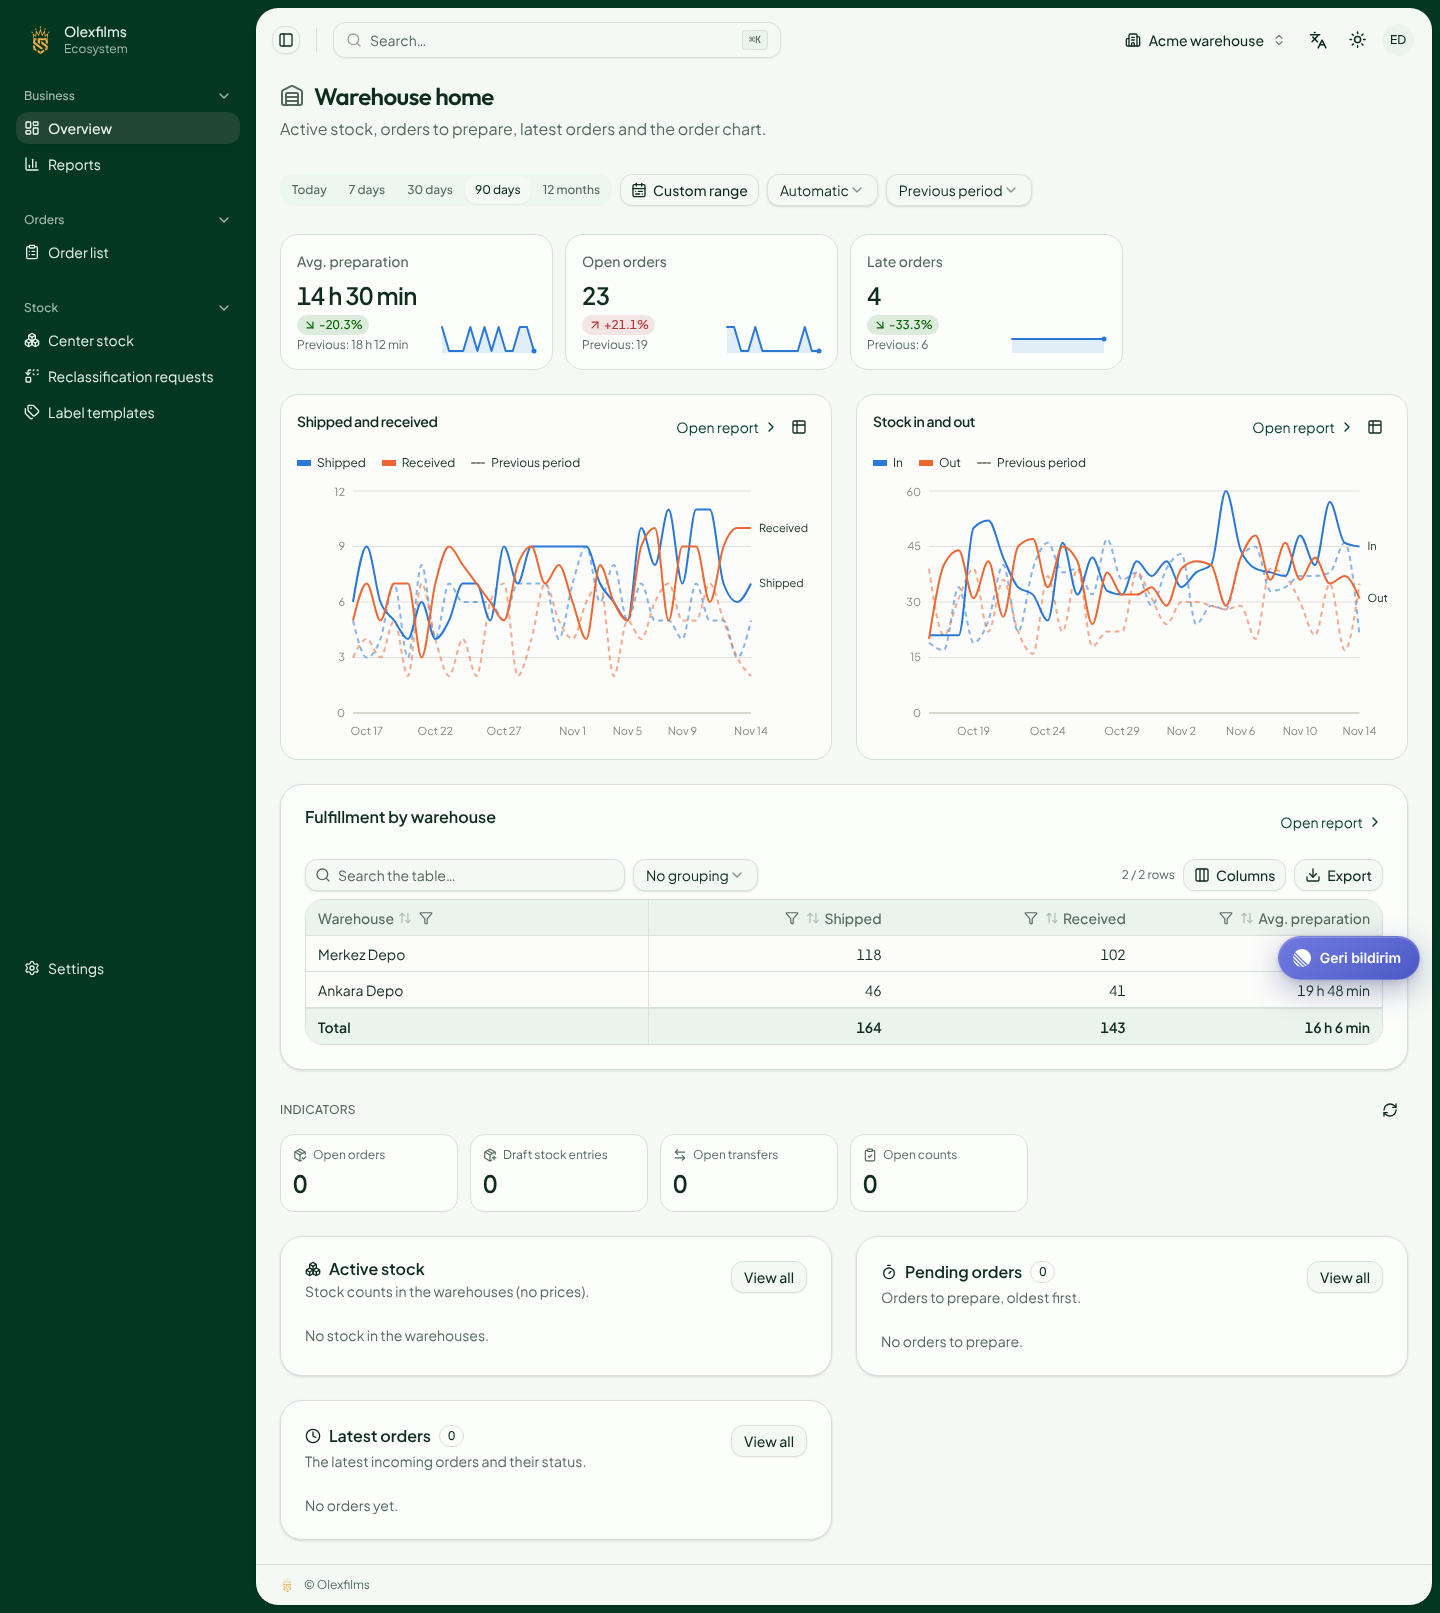 Olexfilms
Ecosystem
Business
Overview
Reports
Orders
Order list
Stock
Center stock
Reclassification requests
Label templates
Settings
Search...
⌘K
Acme warehouse
ED
Warehouse home
Active stock, orders to prepare, latest orders and the order chart.
Today
7 days
30 days
90 days
12 months
Custom range
Automatic
Previous period
Avg. preparation
14 h 30 min
-20.3%
Previous: 18 h 12 min
Open orders
23
+21.1%
Previous: 19
Late orders
4
-33.3%
Previous: 6
Shipped and received
Open report
Shipped
Received
Previous period
12
9
6
3
0
Received
Shipped
Oct 17
Oct 22
Oct 27
Nov 1
Nov 5
Nov 9
Nov 14
Stock in and out
Open report
In
Out
Previous period
60
45
30
15
0
In
Out
Oct 19
Oct 24
Oct 29
Nov 2
Nov 6
Nov 10
Nov 14
Fulfillment by warehouse
Open report
Search the table...
No grouping
2 / 2 rows
Columns
Export
Warehouse
Shipped
Received
Avg. preparation
Merkez Depo
118
102
Geri bildirim
Ankara Depo
46
41
19 h 48 min
Total
164
143
16 h 6 min
INDICATORS
Open orders
0
Draft stock entries
0
Open transfers
0
Open counts
0
Active stock
Stock counts in the warehouses (no prices).
View all
No stock in the warehouses.
Pending orders
0
Orders to prepare, oldest first.
View all
No orders to prepare.
Latest orders
0
The latest incoming orders and their status.
View all
No orders yet.
© Olexfilms